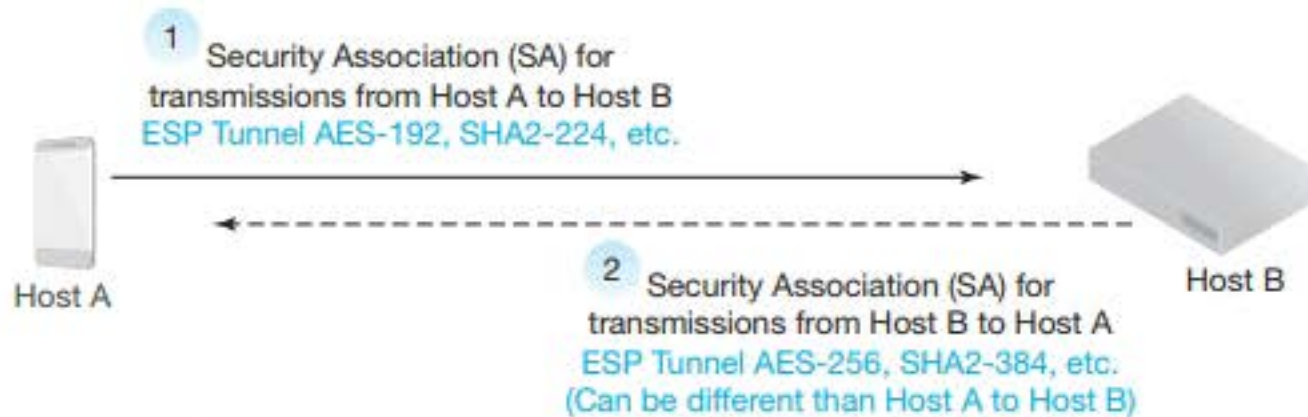 1
Security Association (SA) for
transmissions from Host A to Host B
ESP Tunnel AES-192, SHA2-224, etc.
Host A
Host B
2
Security Association (SA) for
transmissions from Host B to Host A
ESP Tunnel AES-256, SHA2-384, etc.
(Can be different than Host A to Host B)